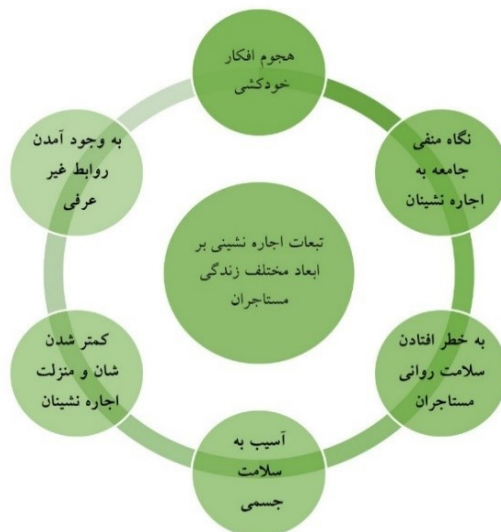 هجوم افکار
خودکشی
نگاه منفی
جامعه به
اجاره نشینان
به خطر افتادن
سلامت روانی
مستاجران
آسیب به
سلامت
جسمی
کمتر شدن
شان و منزلت
اجاره نشینان
به وجود آمدن
روابط غیر
عرفی
تبعات اجاره نشینی بر
ابعاد مختلف زندگی
مستاجران